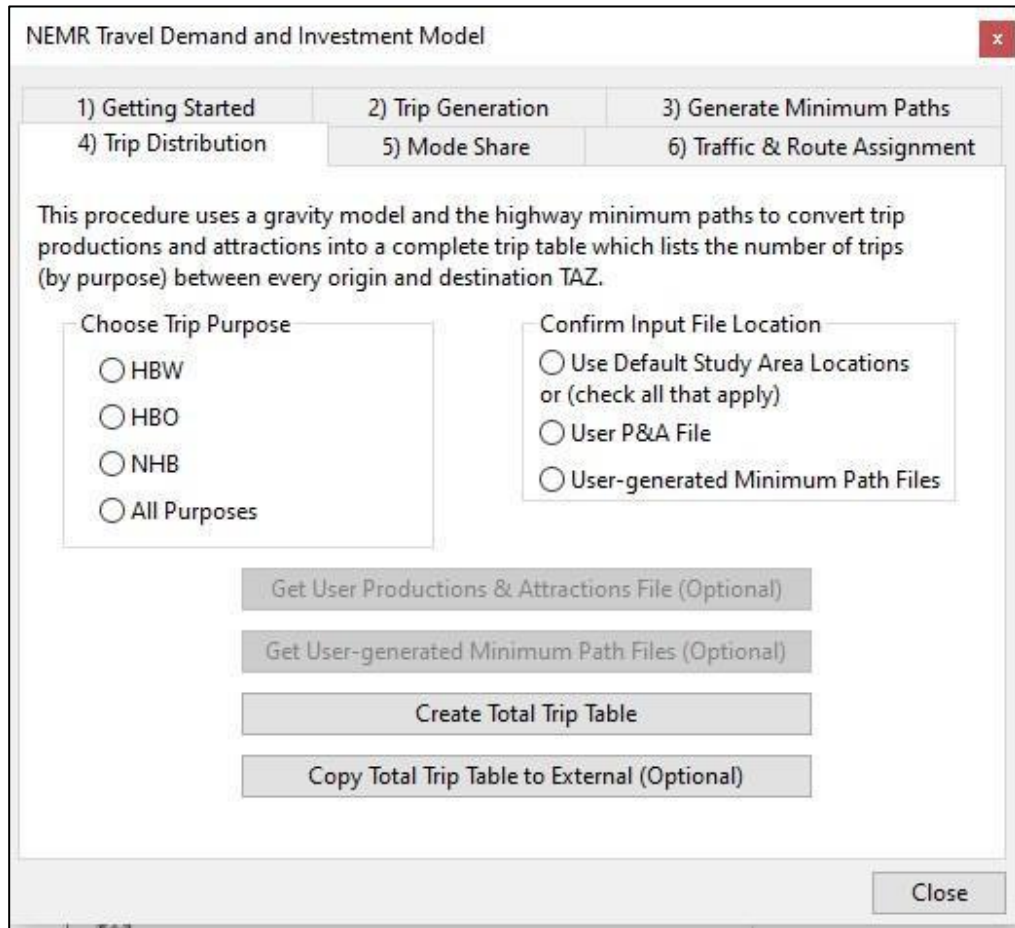 NEMR Travel Demand and Investment Model
x
1) Getting Started
2) Trip Generation
3) Generate Minimum Paths
4) Trip Distribution
5) Mode Share
6) Traffic & Route Assignment
This procedure uses a gravity model and the highway minimum paths to convert trip
productions and attractions into a complete trip table which lists the number of trips
(by purpose) between every origin and destination TAZ.
Choose Trip Purpose
HBW
HBO
NHB
All Purposes
Confirm Input File Location
Use Default Study Area Locations
or (check all that apply)
User P&A File
User-generated Minimum Path Files
Get User Productions & Attractions File (Optional)
Get User-generated Minimum Path Files (Optional)
Create Total Trip Table
Copy Total Trip Table to External (Optional)
Close